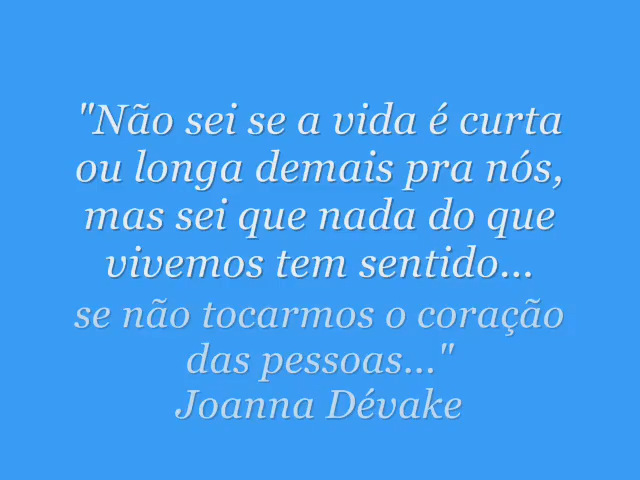 "Não sei se a vida é curta
ou longa demais pra nós,
mas sei que nada do que
vivemos tem sentido...
se não tocarmos o coração
das pessoas..."
Joanna Dévake